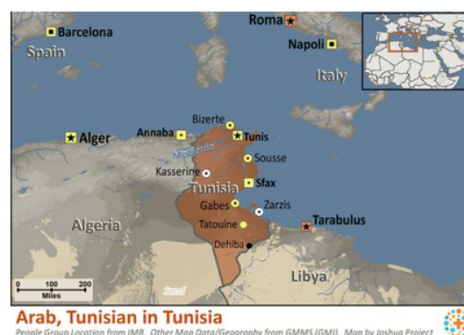 Roma
Barcelona
Spain
Napoli
Italy
Bizerte
Alger
Annaba
Tunis
Medjerda
Sousse
Kasserine
Tunisia
Sfax
Gabes
Zarzis
Algeria
Tatouine
Tarabulus
Dehiba
0 100 200
Miles
Libya
Arab, Tunisian in Tunisia
People Group Location from IMB. Other Map Data/Geography from GMMS (GMI). Map by Joshua Project